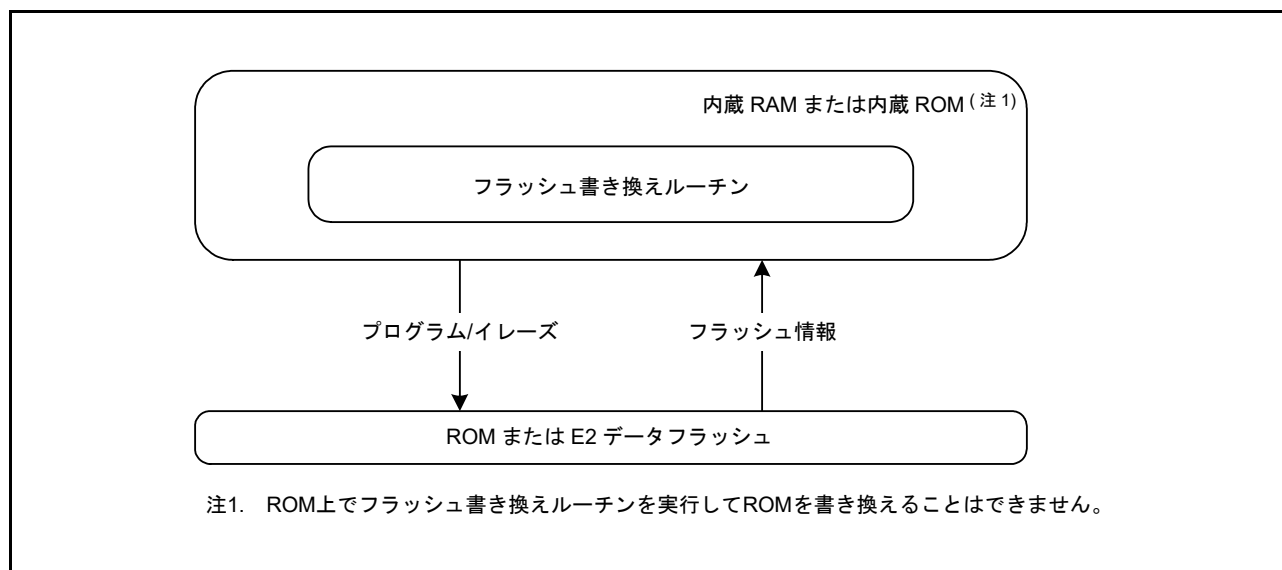 内蔵 RAM または内蔵 ROM (注 1)
フラッシュ書き換えルーチン
プログラム/イレーズ
フラッシュ情報
ROM または E2 データフラッシュ
注1. ROM上でフラッシュ書き換えルーチンを実行してROMを書き換えることはできません。